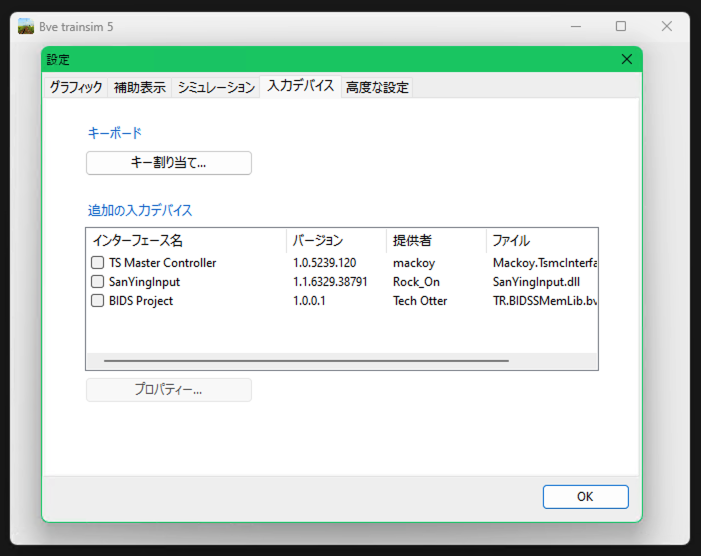 Bve trainsim 5
設定
グラフィック 補助表示 シミュレーション 入力デバイス 高度な設定
キーボード
キー割り当て...
追加の入力デバイス
インターフェース名 バージョン 提供者 ファイル
TS Master Controller 1.0.5239.120 mackoy Mackoy.TsmcInterfa
SanYingInput 1.1.6329.38791 Rock_On SanYingInput.dll
BIDS Project 1.0.0.1 Tech Otter TR.BIDSSMemLib.bv
プロパティー...
OK